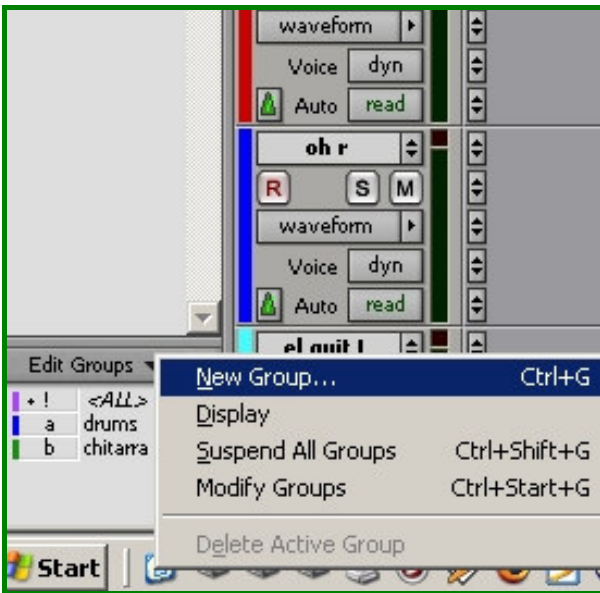 waveform
Voice dyn
Auto read
oh r
R S M
waveform
Voice dyn
Auto read
el guit l
Edit Groups
! <ALL>
a drums
b chitarra
New Group... Ctrl+G
Display
Suspend All Groups Ctrl+Shift+G
Modify Groups Ctrl+Start+G
Delete Active Group
Start